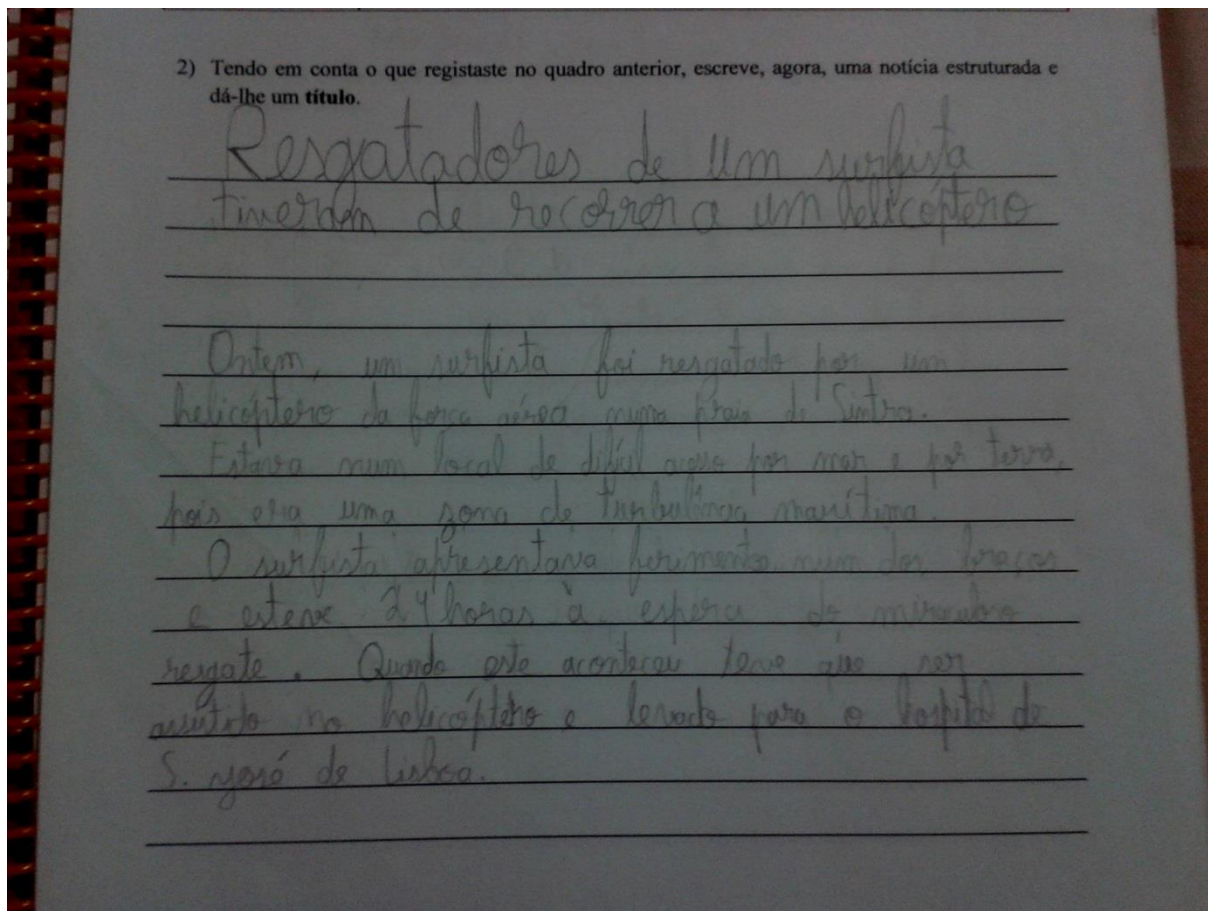 2) Tendo em conta o que registaste no quadro anterior, escreve, agora, uma notícia estruturada e
dá-lhe um título.
Resgatadores de um surfista
tiveram de recorrer a um helicóptero
Ontem, um surfista foi resgatado por um
helicóptero da força aérea numa praia de Sintra.
Estava num local de difícil acesso por mar e por terra,
pois era uma zona de turbulência marítima.
O surfista apresentava ferimentos num dos braços
e esteve 24 horas à espera do
resgate. Quando este aconteceu teve que ser
assistido no helicóptero e levado para o hospital de
S. José de Lisboa.